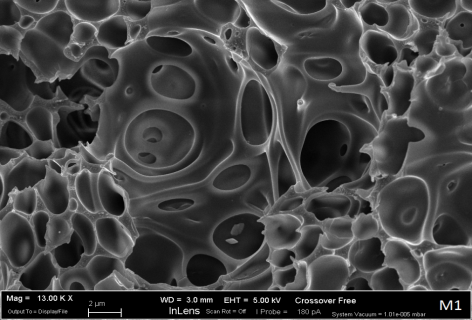 Mag = 13.00 K X
WD = 3.0 mm
EHT = 5.00 kV
Crossover Free
M1
Output To = Display/File
2 µm
InLens
Scan Rot = Off
I Probe = 180 pA
System Vacuum = 1.01e-005 mbar